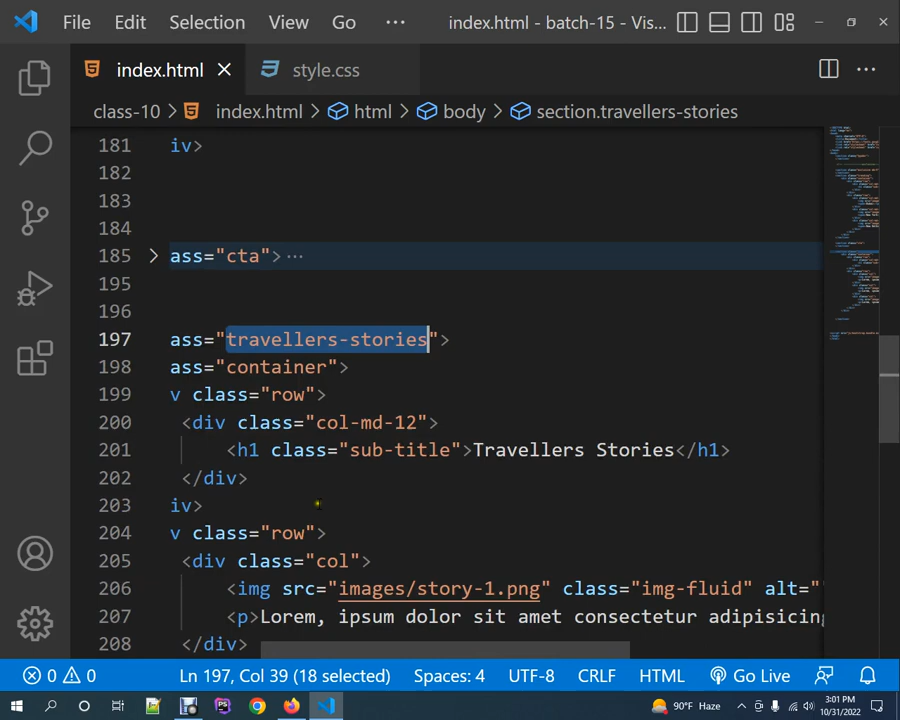 File Edit Selection View Go ··· index.html - batch-15 - Vis...
index.html style.css
class-10 > index.html > html > body > section.travellers-stories
181 iv>
182
183
184
185 ass="cta"> ···
195
196
197 ass="travellers-stories">
198 ass="container">
199 v class="row">
200 <div class="col-md-12">
201 <h1 class="sub-title">Travellers Stories</h1>
202 </div>
203 iv>
204 v class="row">
205 <div class="col">
206 <img src="images/story-1.png" class="img-fluid" alt="
207 <p>Lorem, ipsum dolor sit amet consectetur adipisicing
208 </div>
0 0 Ln 197, Col 39 (18 selected) Spaces: 4 UTF-8 CRLF HTML Go Live
90°F Haze 3:01 PM
10/31/2022